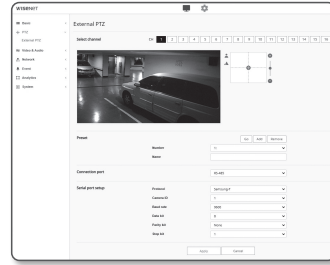 WISENET
Basic
PTZ
External PTZ
Video & Audio
Network
Event
Analytics
System
External PTZ
Select channel
CH 1 2 3 4 5 6 7 8 9 10 11 12 13 14 15 16
Preset
Go Add Remove
Number
Name
Connection port
RS-485
Serial port setup
Protocol Samsung-T
Camera ID 1
Baud rate 9600
Data bit 8
Parity bit None
Stop bit 1
Apply Cancel